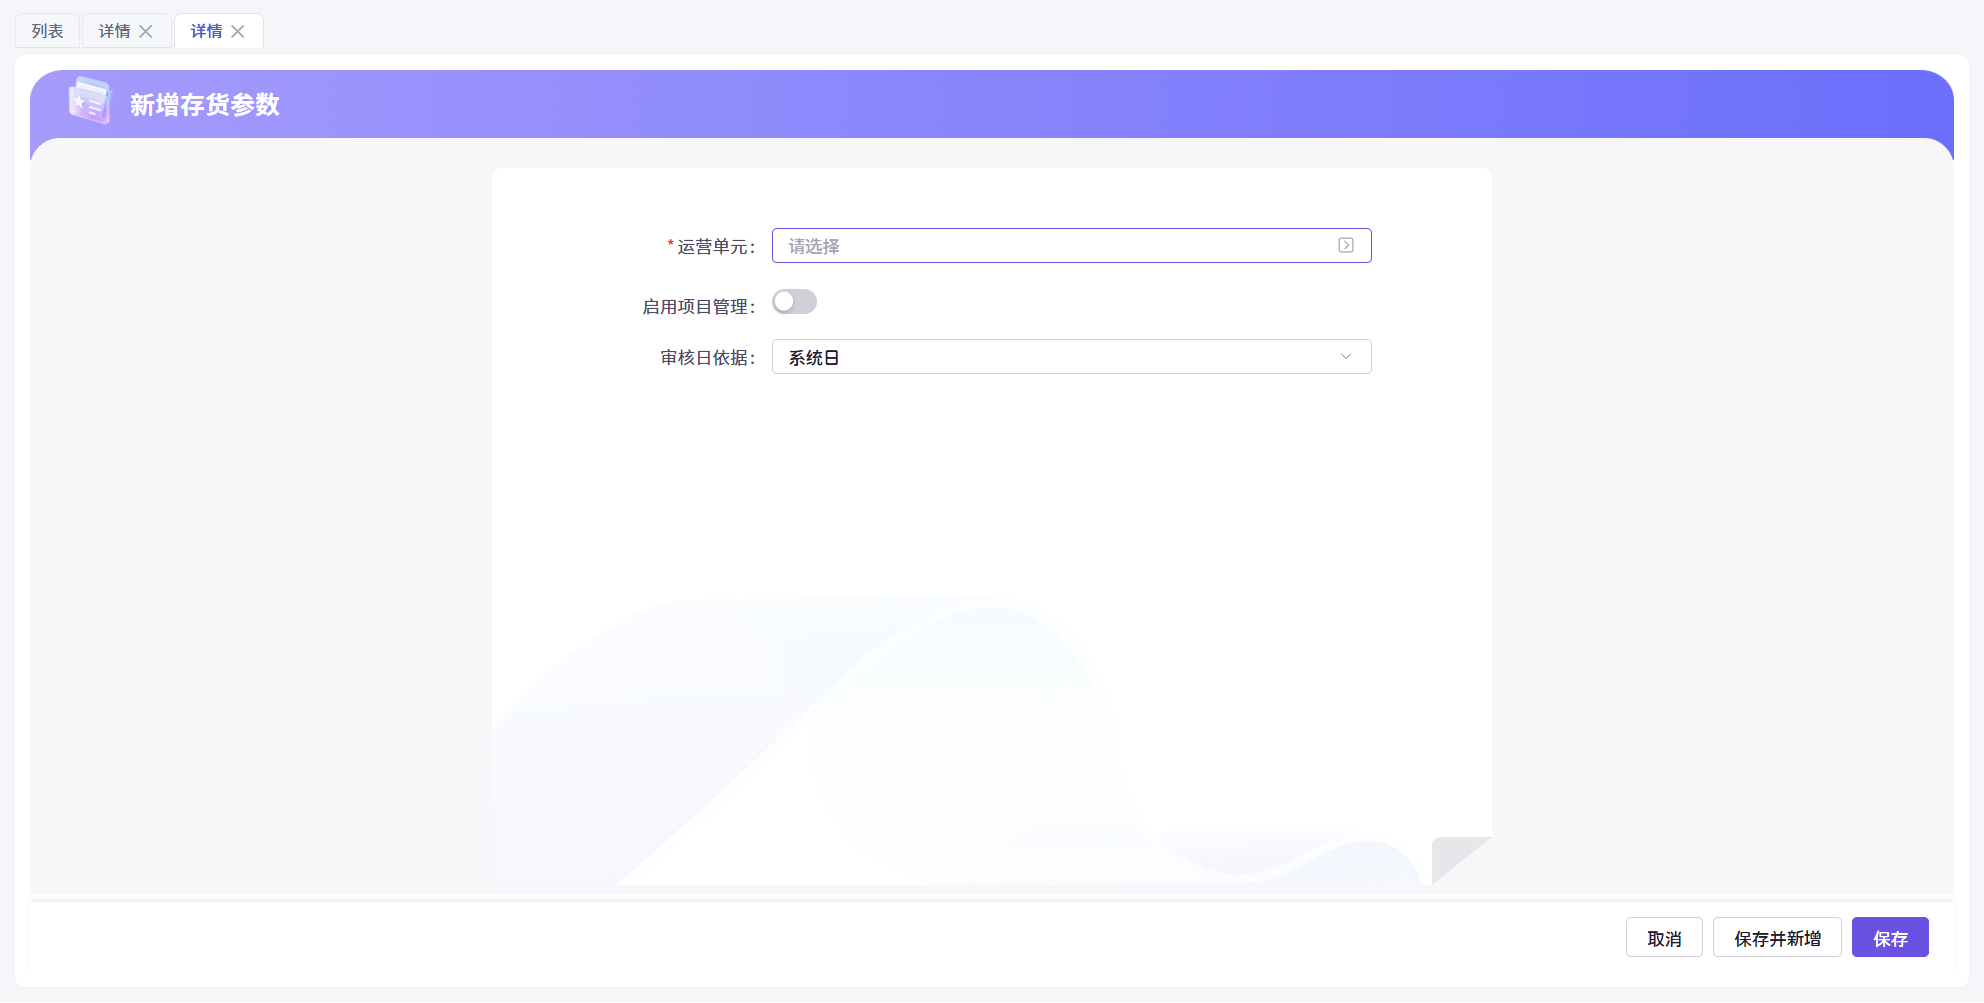 列表 详情 详情
新增存货参数
*运营单元： 请选择
启用项目管理：
审核日依据： 系统日
取消 保存并新增 保存